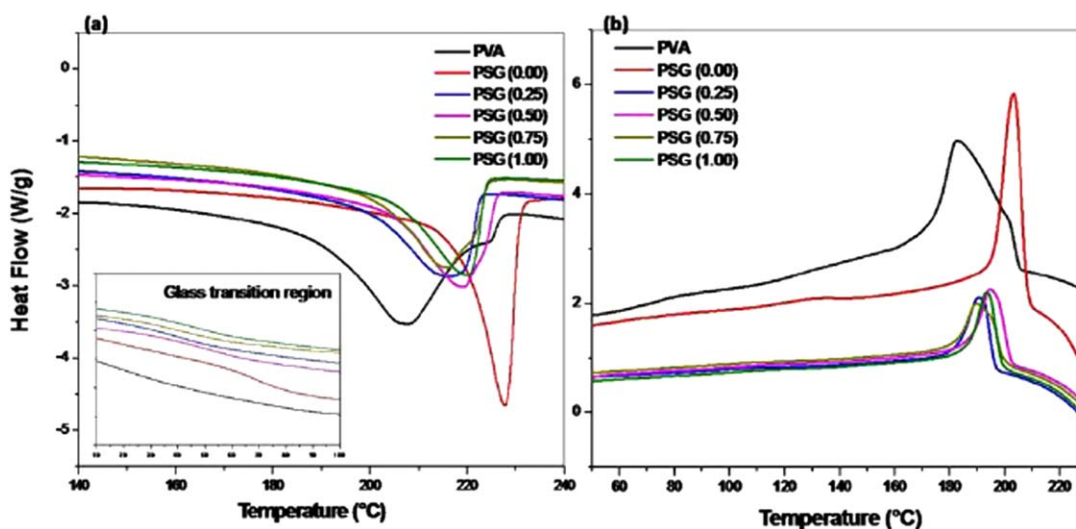 (a)
PVA
PSG (0.00)
PSG (0.25)
PSG (0.50)
PSG (0.75)
PSG (1.00)
Heat Flow (W/g)
0
-1
-2
-3
-4
-5
Glass transition region
140 160 180 200 220 240
Temperature (°C)
(b)
PVA
PSG (0.00)
PSG (0.25)
PSG (0.50)
PSG (0.75)
PSG (1.00)
6
4
2
0
60 80 100 120 140 160 180 200 220
Temperature (°C)